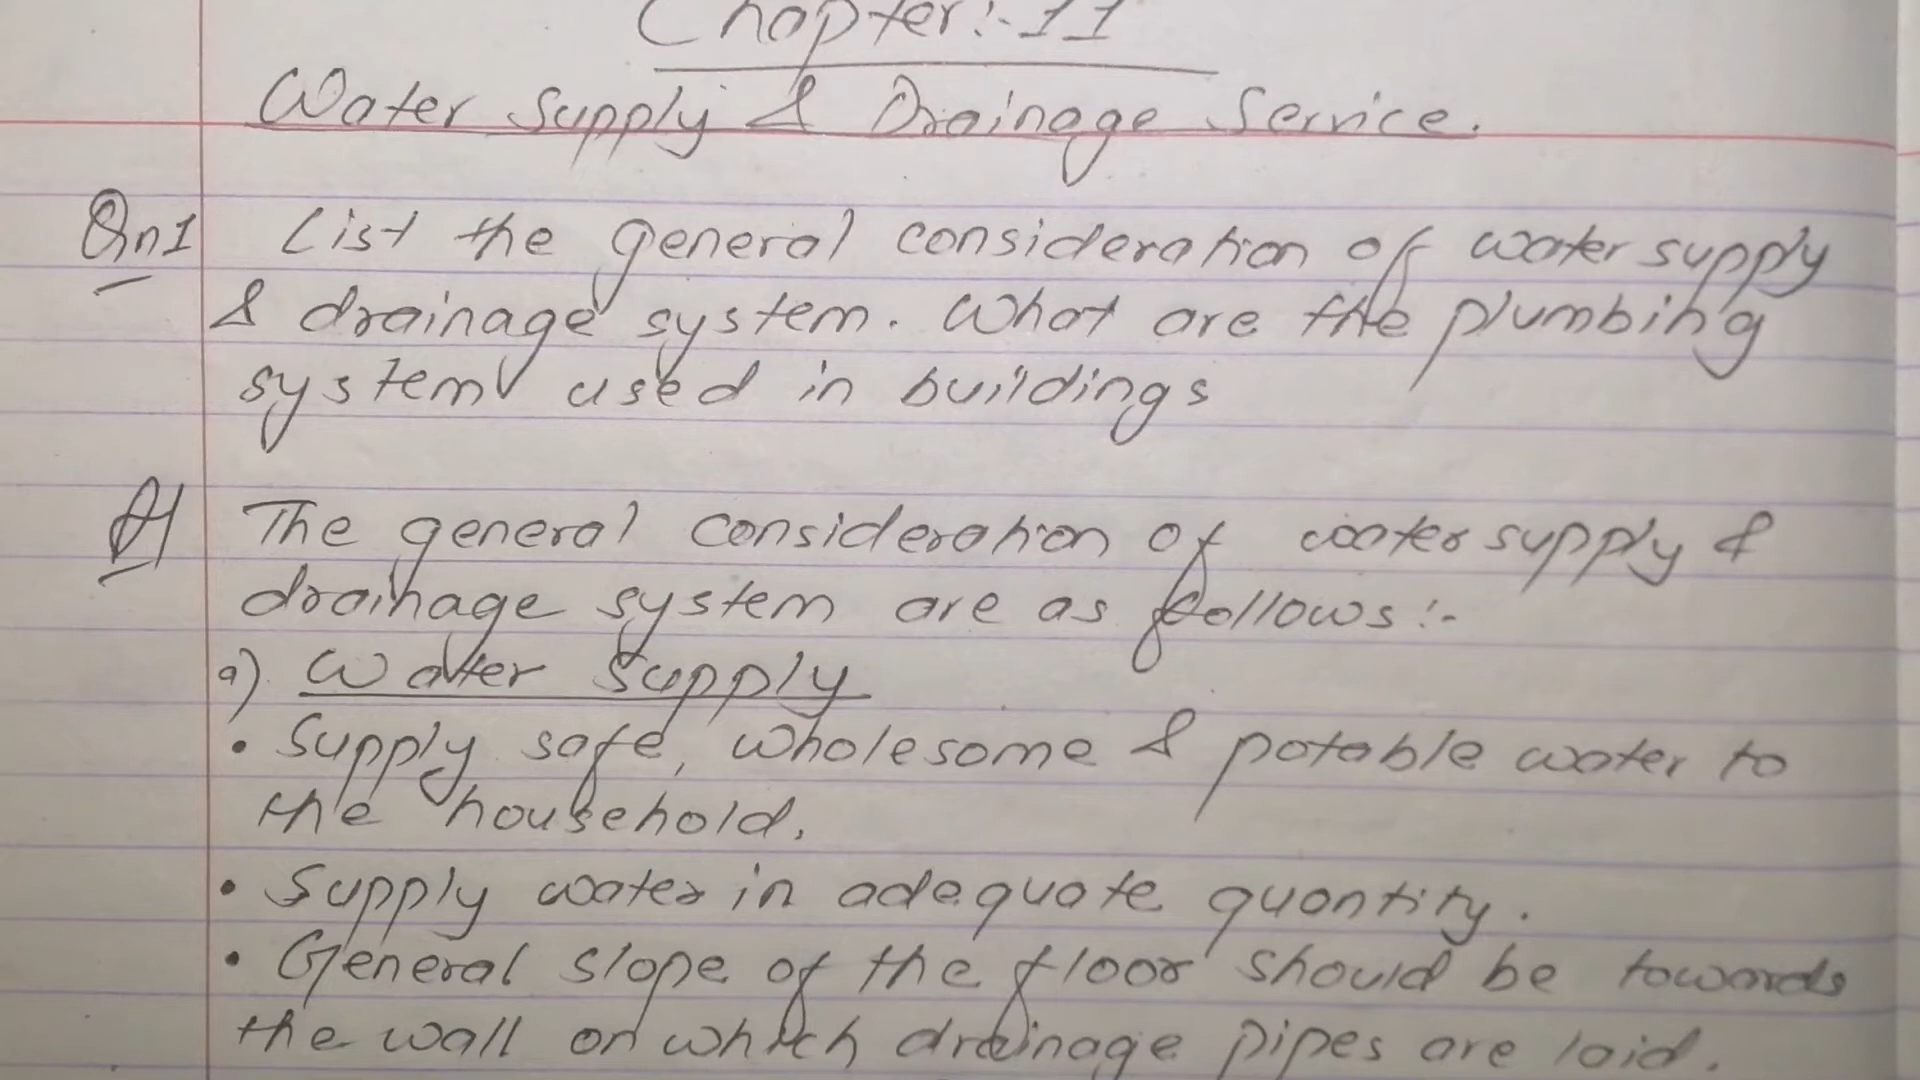 Chapter:-11
Water Supply & Drainage Service.
Qn1 List the general consideration of water supply
& drainage system. What are the plumbing
system used in buildings
A The general consideration of water supply &
drainage system are as follows:-
a) Water Supply
• Supply safe, wholesome & potable water to
the household.
• Supply water in adequate quantity.
• General slope of the floor should be towards
the wall on which drainage pipes are laid.